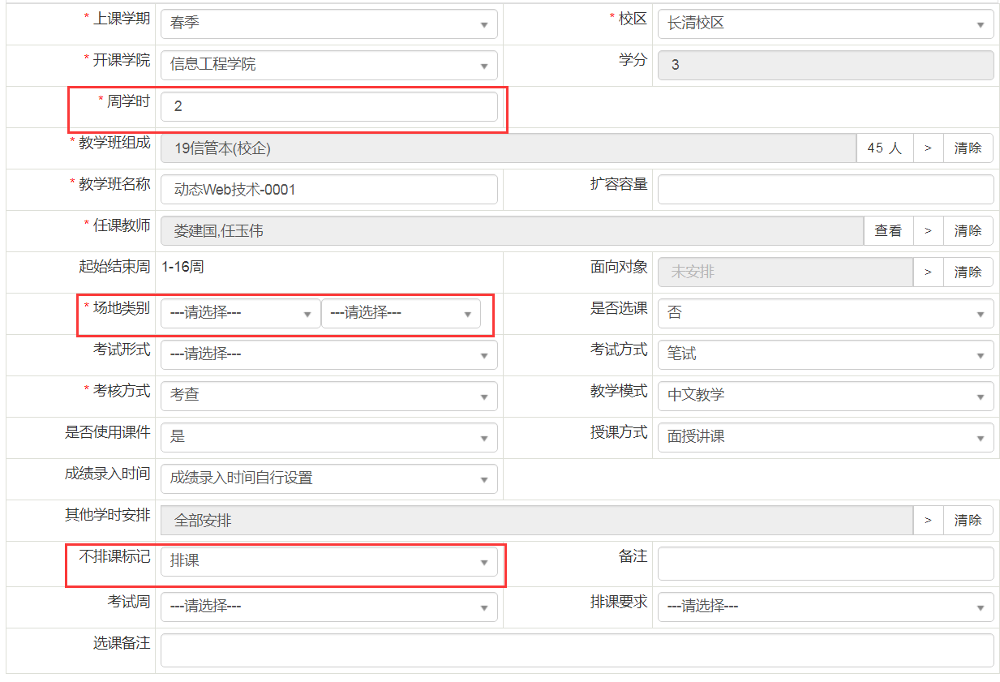 * 上课学期 春季 * 校区 长清校区
* 开课学院 信息工程学院 学分 3
* 周学时 2
* 教学班组成 19信管本(校企) 45 人 > 清除
* 教学班名称 动态Web技术-0001 扩容容量
* 任课教师 娄建国,任玉伟 查看 > 清除
起始结束周 1-16周 面向对象 未安排 > 清除
* 场地类别 ---请选择--- ---请选择--- 是否选课 否
考试形式 ---请选择--- 考试方式 笔试
* 考核方式 考查 教学模式 中文教学
是否使用课件 是 授课方式 面授讲课
成绩录入时间 成绩录入时间自行设置
其他学时安排 全部安排 > 清除
不排课标记 排课 备注
考试周 ---请选择--- 排课要求 ---请选择---
选课备注